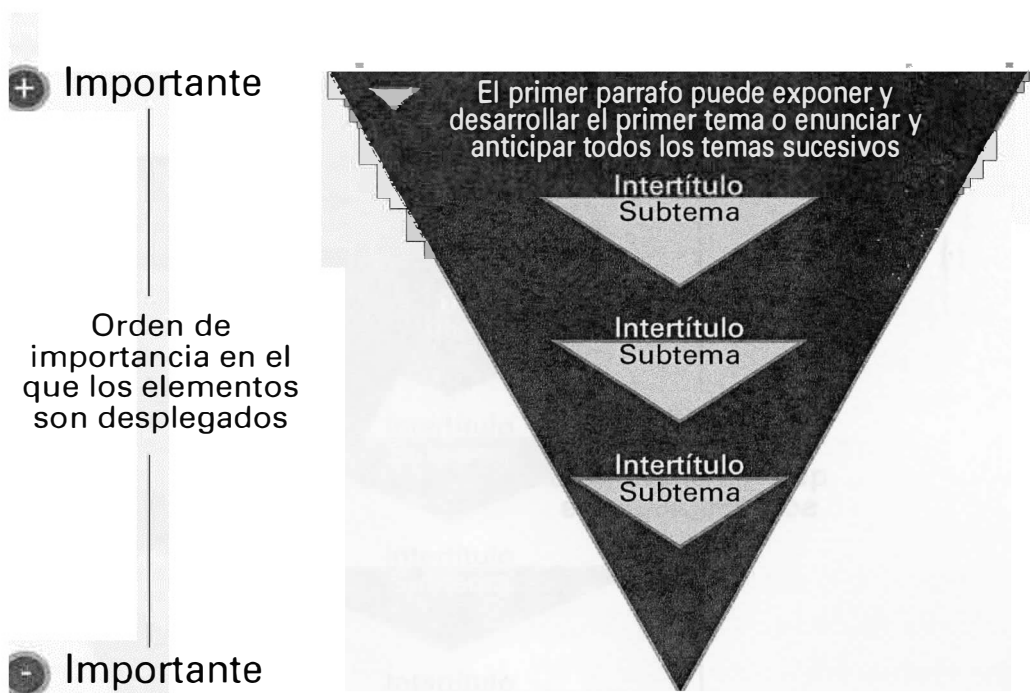 + Importante
Orden de
importancia en el
que los elementos
son desplegados
- Importante
El primer parrafo puede exponer y
desarrollar el primer tema o enunciar y
anticipar todos los temas sucesivos
Intertítulo
Subtema
Intertítulo
Subtema
Intertítulo
Subtema